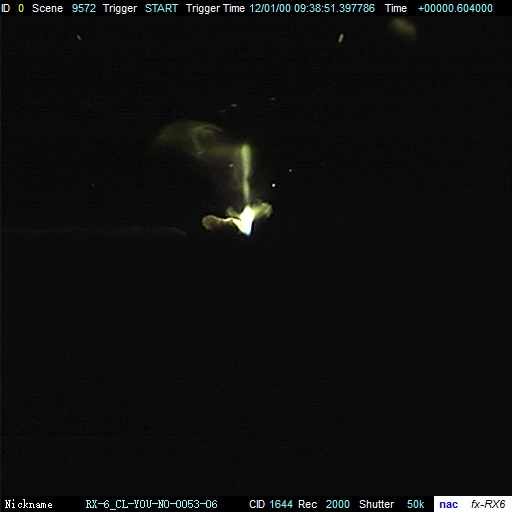 ID 0 Scene 9572 Trigger START Trigger Time 12/01/00 09:38:51.397786 Time +00000.604000
Nickname RX-6_CL-YOU-NO-0053-06 CID 1644 Rec 2000 Shutter 50k nac fx-RX6